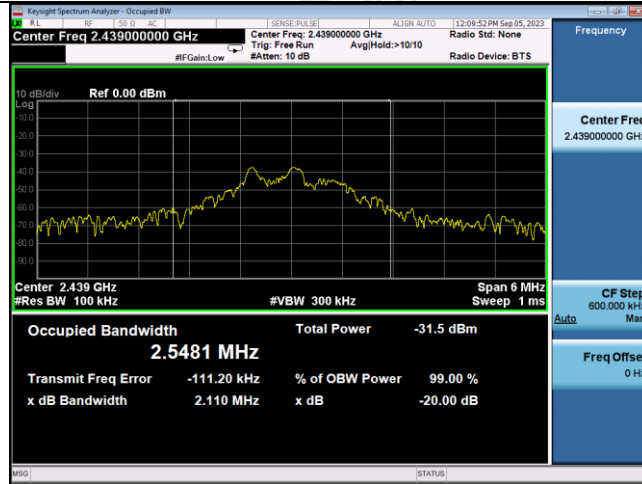 Keysight Spectrum Analyzer - Occupied BW
RL RF 50 Ω AC SENSE:PULSE ALIGN AUTO 12:09:52 PM Sep 05, 2023
Center Freq 2.439000000 GHz
Center Freq: 2.439000000 GHz Radio Std: None
Trig: Free Run Avg|Hold:>10/10
#IFGain:Low #Atten: 10 dB Radio Device: BTS
Frequency
10 dB/div Ref 0.00 dBm
Log
-10.0
-20.0
-30.0
-40.0
-50.0
-60.0
-70.0
-80.0
-90.0
Center 2.439 GHz Span 6 MHz
#Res BW 100 kHz #VBW 300 kHz Sweep 1 ms
Occupied Bandwidth Total Power -31.5 dBm
2.5481 MHz
Transmit Freq Error -111.20 kHz % of OBW Power 99.00 %
x dB Bandwidth 2.110 MHz x dB -20.00 dB
Center Freq
2.439000000 GHz
CF Step
600.000 kHz
Auto Man
Freq Offset
0 Hz
MSG STATUS